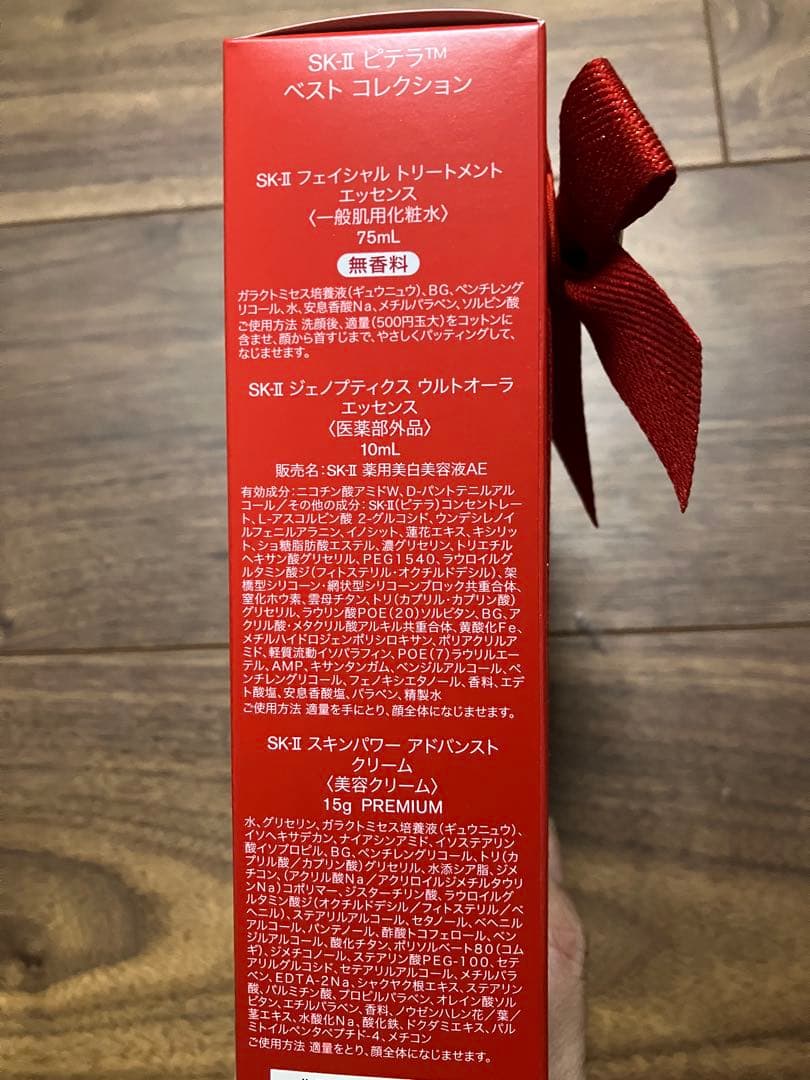 SK-Ⅱ ピテラ™
ベスト コレクション
SK-Ⅱ フェイシャル トリートメント
エッセンス
〈一般肌用化粧水〉
75mL
無香料
ガラクトミセス培養液(ギュウニュウ)、BG、ペンチレング
リコール、水、安息香酸Na、メチルパラベン、ソルビン酸
ご使用方法 洗顔後、適量(500円玉大)をコットンに
含ませ、顔から首すじまで、やさしくパッティングして、
なじませます。
SK-Ⅱ ジェノプティクス ウルトオーラ
エッセンス
〈医薬部外品〉
10mL
販売名:SK-Ⅱ 薬用美白美容液AE
有効成分:ニコチン酸アミドW、D-パントテニルアル
コール/その他の成分:SK-Ⅱ(ピテラ)コンセントレー
ト、L-アスコルビン酸 2-グルコシド、ウンデシレノイ
ルフェニルアラニン、イノシット、蓮花エキス、キシリッ
ト、ショ糖脂肪酸エステル、濃グリセリン、トリエチル
ヘキサン酸グリセリル、PEG1540、ラウロイルグ
ルタミン酸ジ(フィトステリル・オクチルドデシル)、架
橋型シリコーン・網状型シリコーンブロック共重合体、
窒化ホウ素、雲母チタン、トリ(カプリル・カプリン酸)
グリセリル、ラウリン酸POE(20)ソルビタン、BG、ア
クリル酸・メタクリル酸アルキル共重合体、黄酸化Fe、
メチルハイドロジェンポリシロキサン、ポリアクリルア
ミド、軽質流動イソパラフィン、POE(7)ラウリルエー
テル、AMP、キサンタンガム、ベンジルアルコール、ペ
ンチレングリコール、フェノキシエタノール、香料、エデ
ト酸塩、安息香酸塩、パラベン、精製水
ご使用方法 適量を手にとり、顔全体になじませます。
SK-Ⅱ スキンパワー アドバンスト
クリーム
〈美容クリーム〉
15g PREMIUM
水、グリセリン、ガラクトミセス培養液(ギュウニュウ)、
イソヘキサデカン、ナイアシンアミド、イソステアリン
酸イソプロピル、BG、ペンチレングリコール、トリ(カ
プリル酸/カプリン酸)グリセリル、水添シア脂、ジメ
チコン、(アクリル酸Na/アクリロイルジメチルタウリ
ンNa)コポリマー、ジスターチリン酸、ラウロイルグ
ルタミン酸ジ(オクチルドデシル/フィトステリル/ベ
ヘニル)、ステアリルアルコール、セタノール、ベヘニル
アルコール、パンテノール、酢酸トコフェロール、ベン
ジルアルコール、酸化チタン、ポリソルベート80(コム
ギ)、ジメチコノール、ステアリン酸PEG-100、セテ
アリルグルコシド、セテアリルアルコール、メチルパラ
ベン、EDTA-2Na、シャクヤク根エキス、ステアリン
酸、パルミチン酸、プロピルパラベン、オレイン酸ソル
ビタン、エチルパラベン、香料、ノウゼンハレン花/葉/
茎エキス、水酸化Na、酸化鉄、ドクダミエキス、パル
ミトイルペンタペプチド-4、メチコン
ご使用方法 適量をとり、顔全体になじませます。